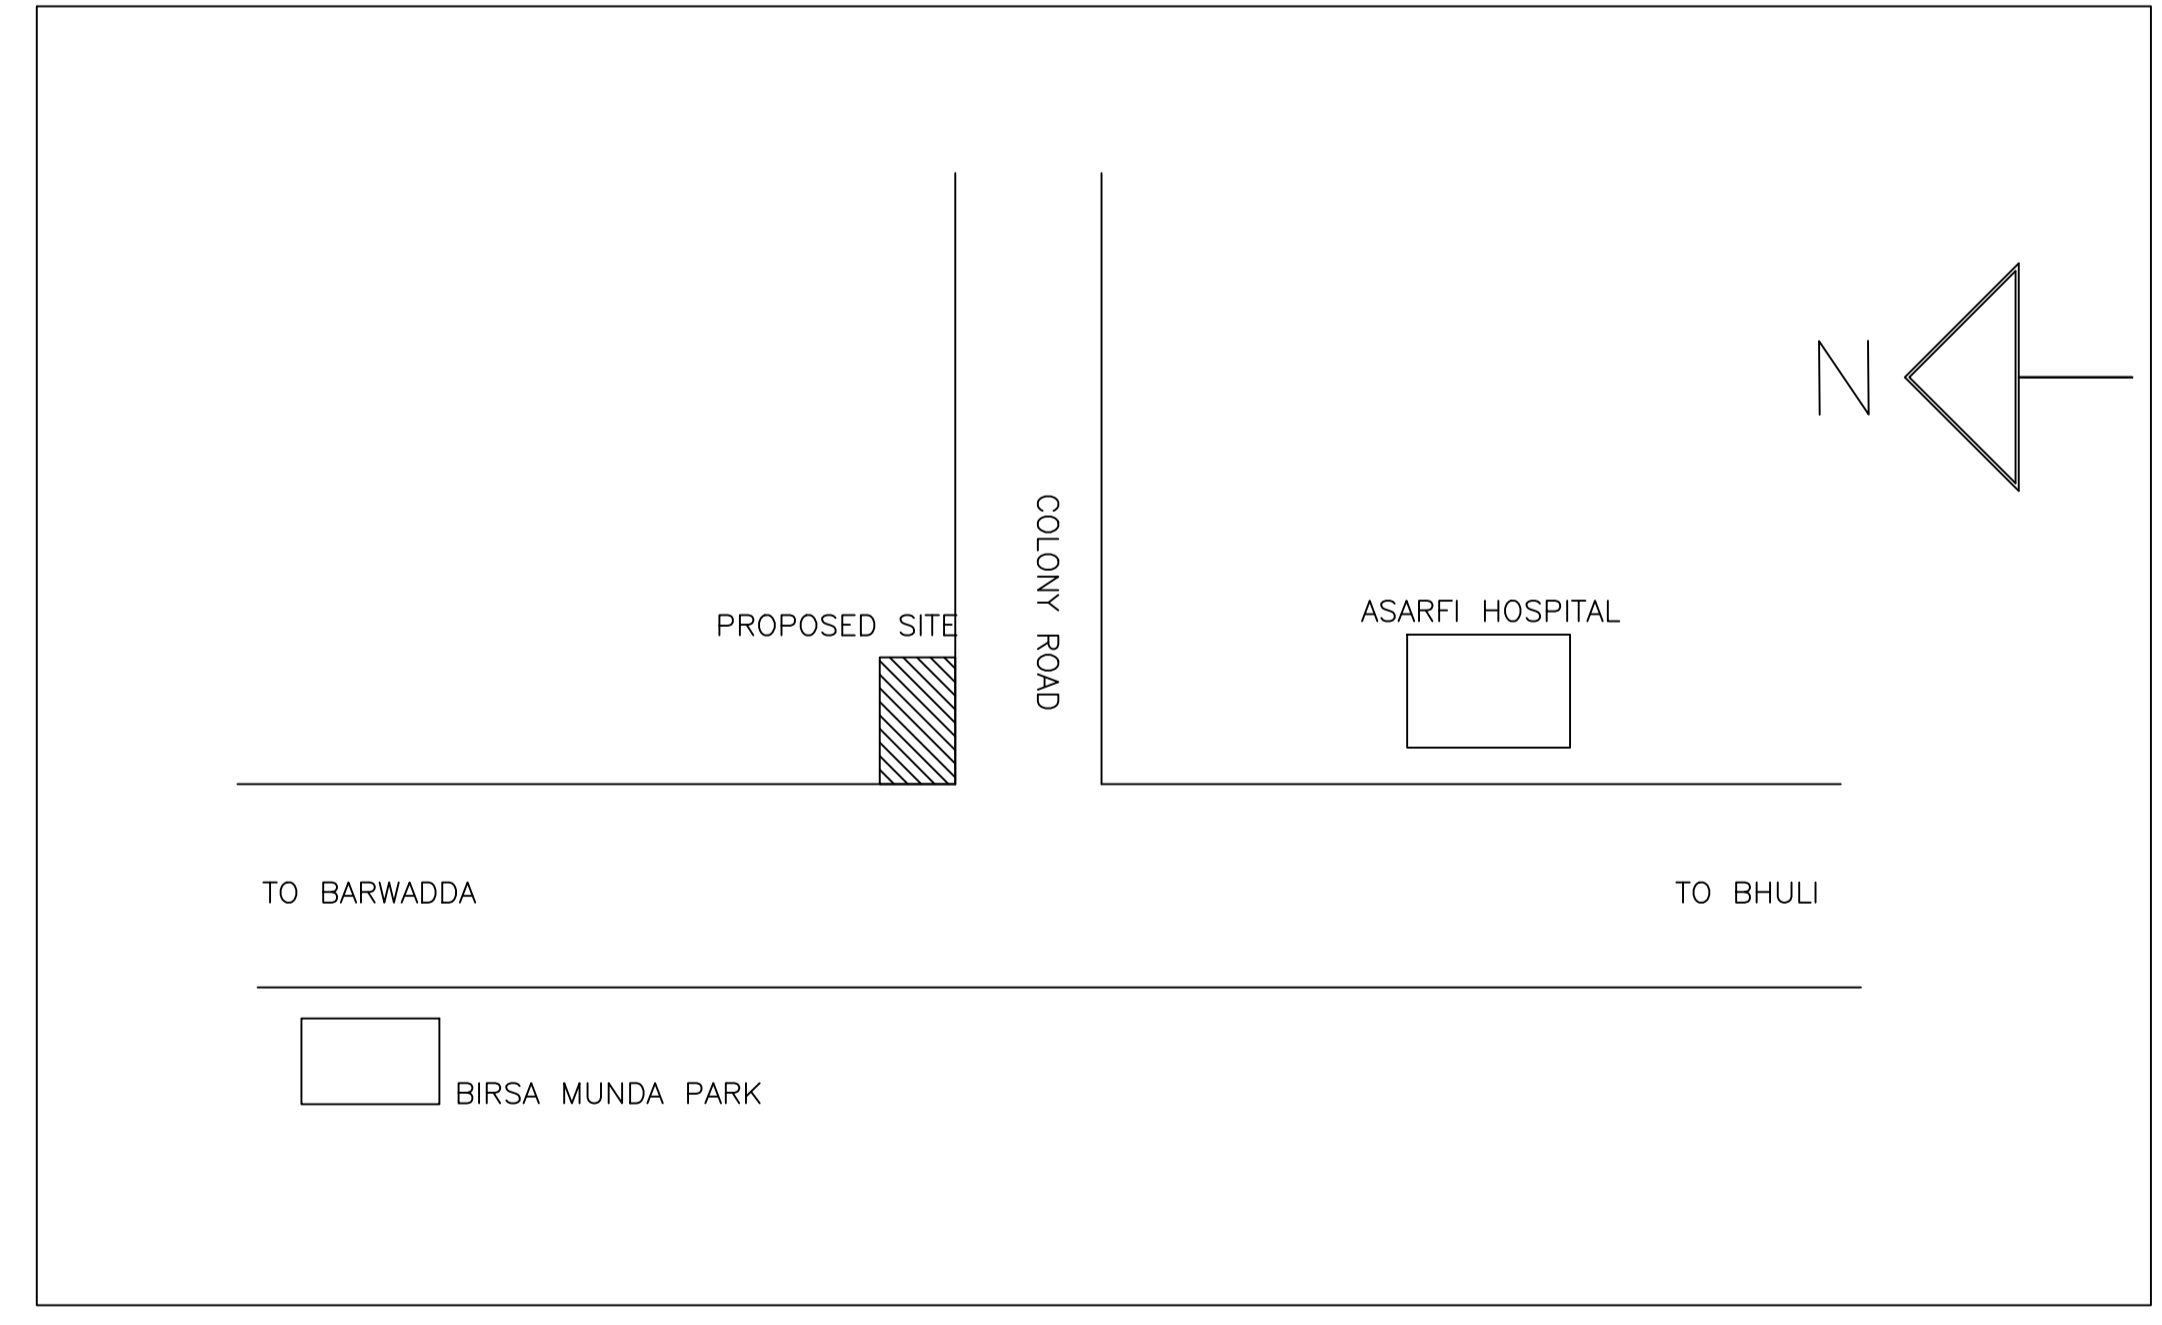 N
COLONY ROAD
PROPOSED SITE
ASARFI HOSPITAL
TO BARWADDA
TO BHULI
BIRSA MUNDA PARK